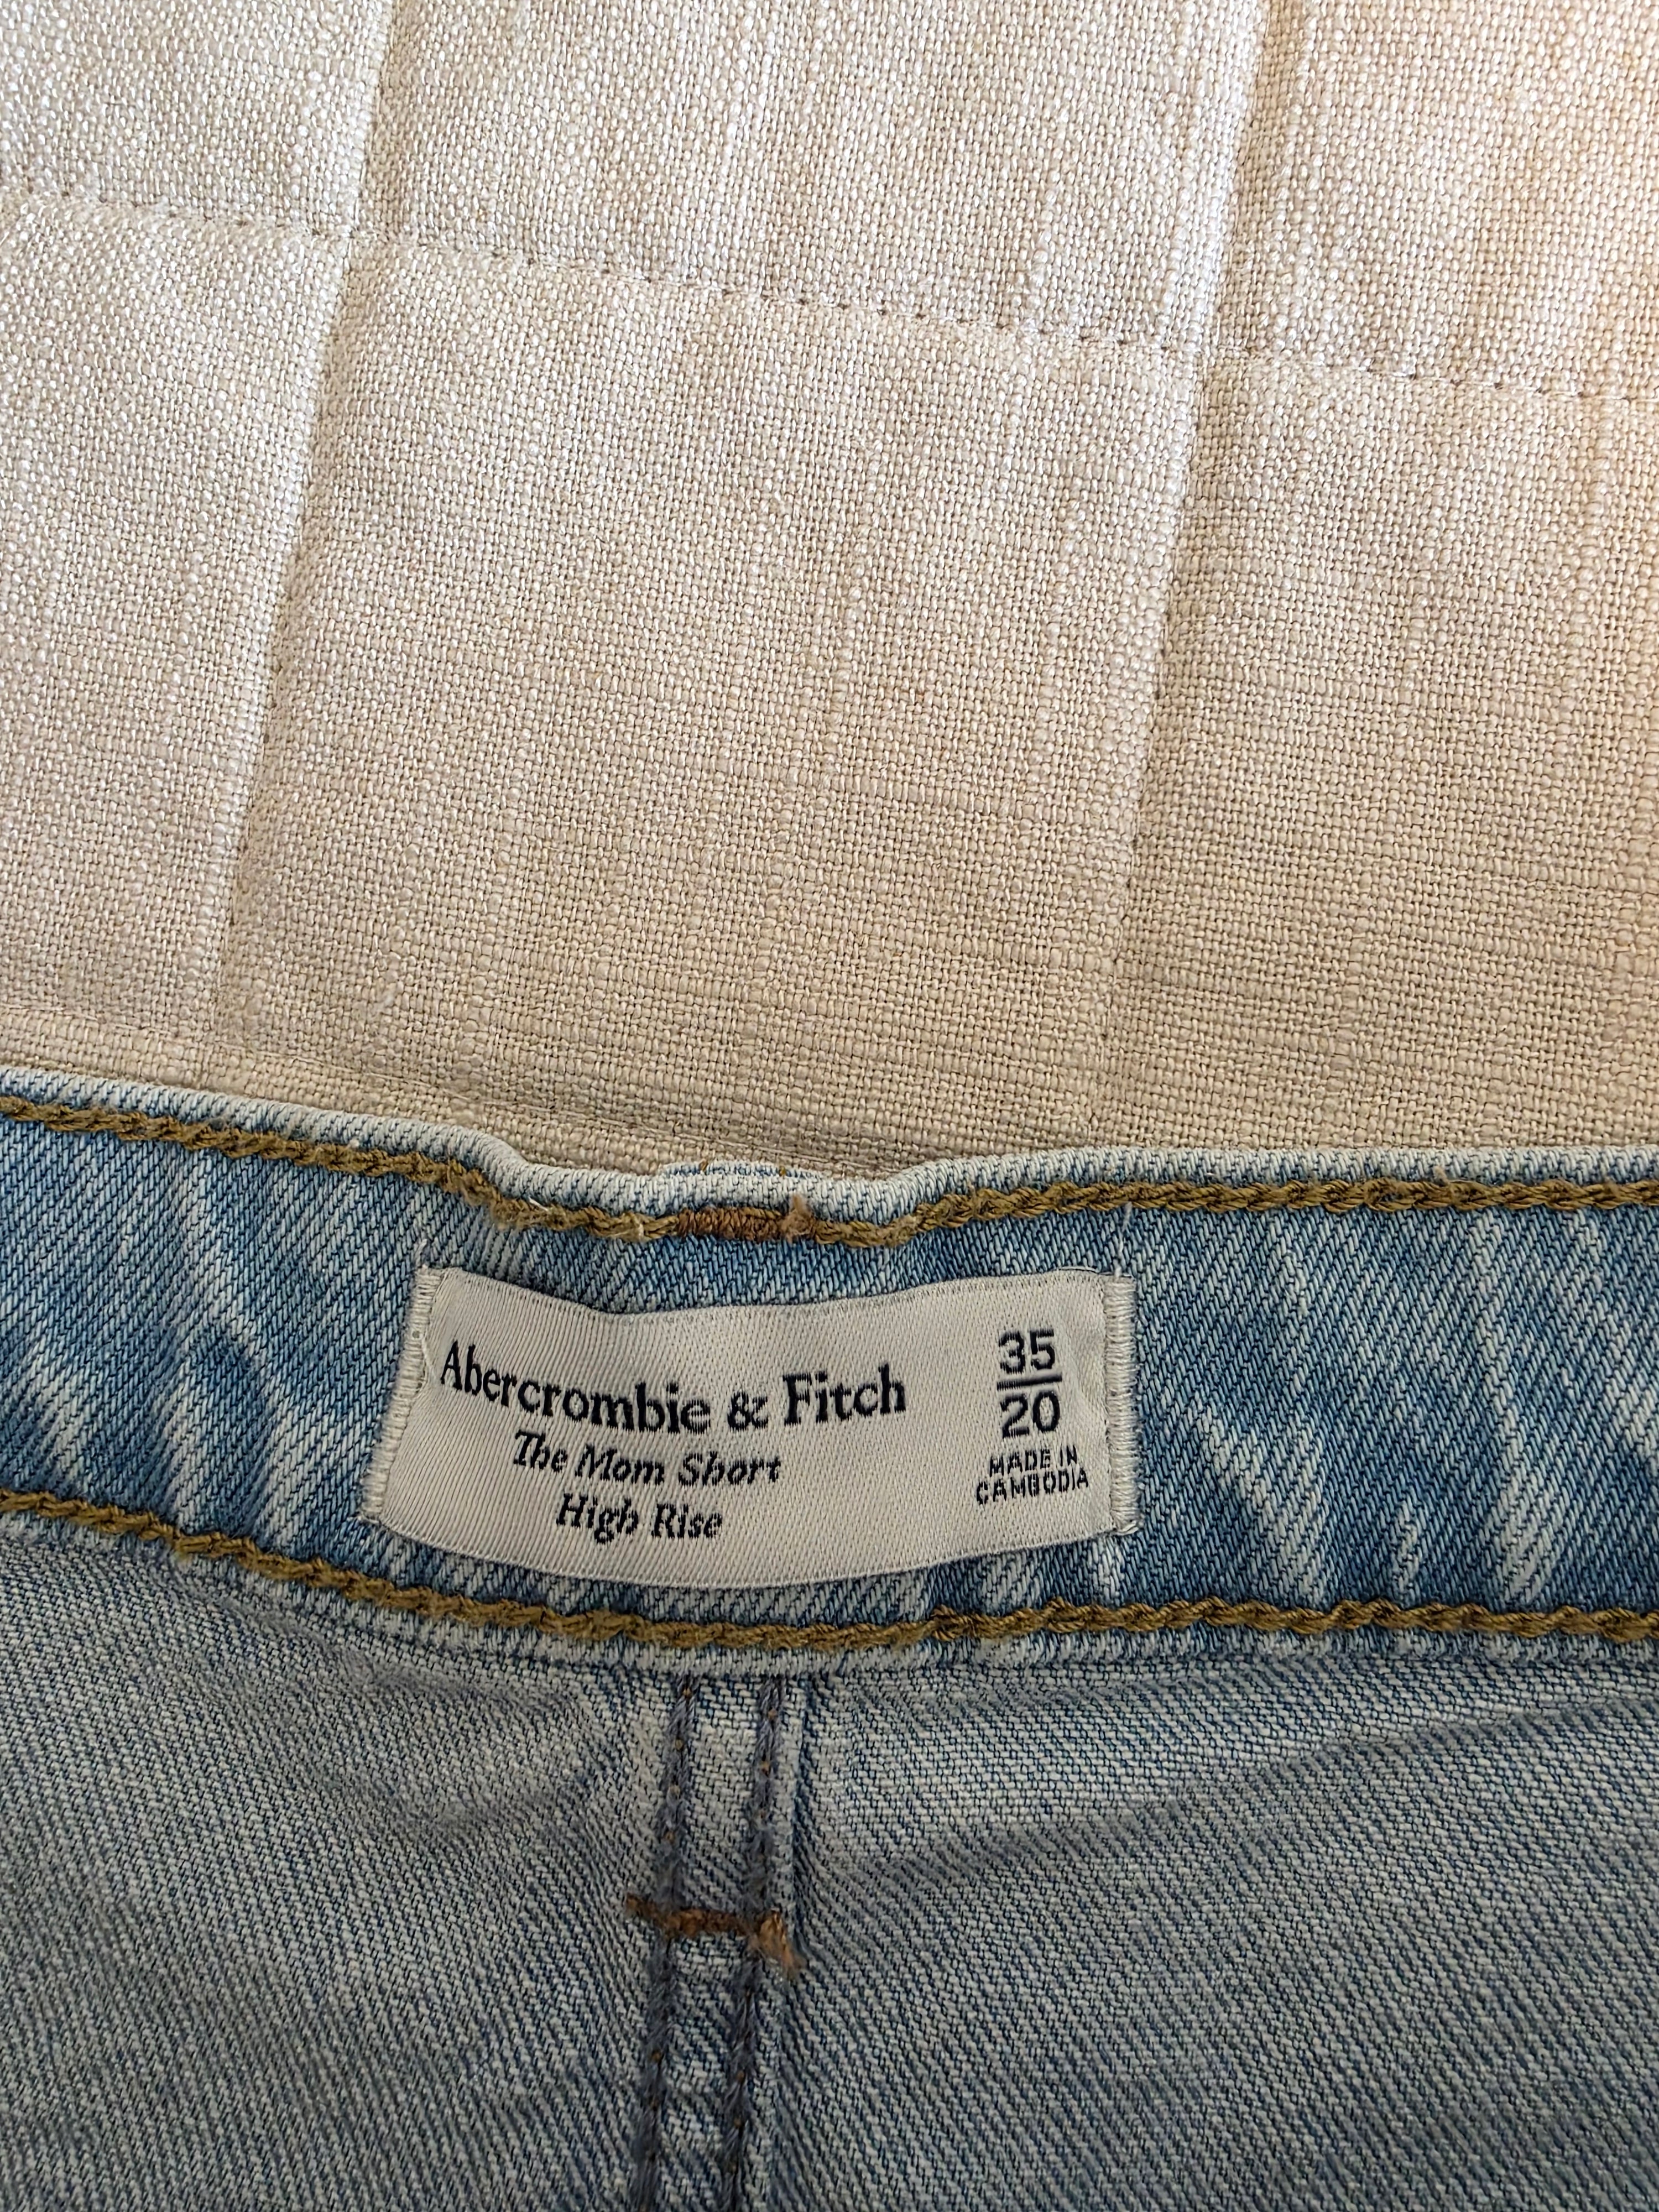 Abercrombie & Fitch
The Mom Short
High Rise
35
20
MADE IN
CAMBODIA